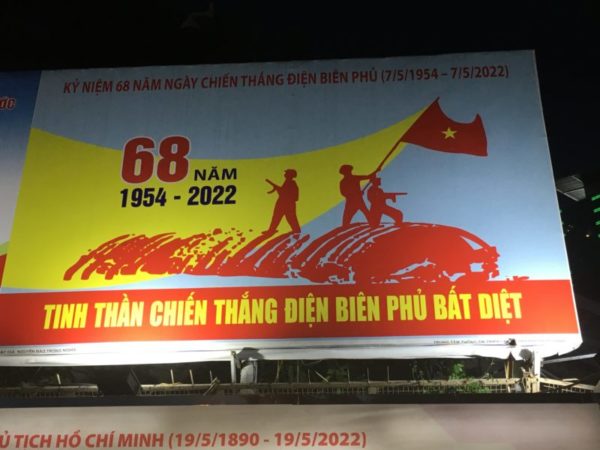 ỨC
KỶ NIỆM 68 NĂM NGÀY CHIẾN THẮNG ĐIỆN BIÊN PHỦ (7/5/1954 – 7/5/2022)
68 NĂM
1954 - 2022
TINH THẦN CHIẾN THẮNG ĐIỆN BIÊN PHỦ BẤT DIỆT
Ủ TỊCH HỒ CHÍ MINH (19/5/1890 - 19/5/2022)